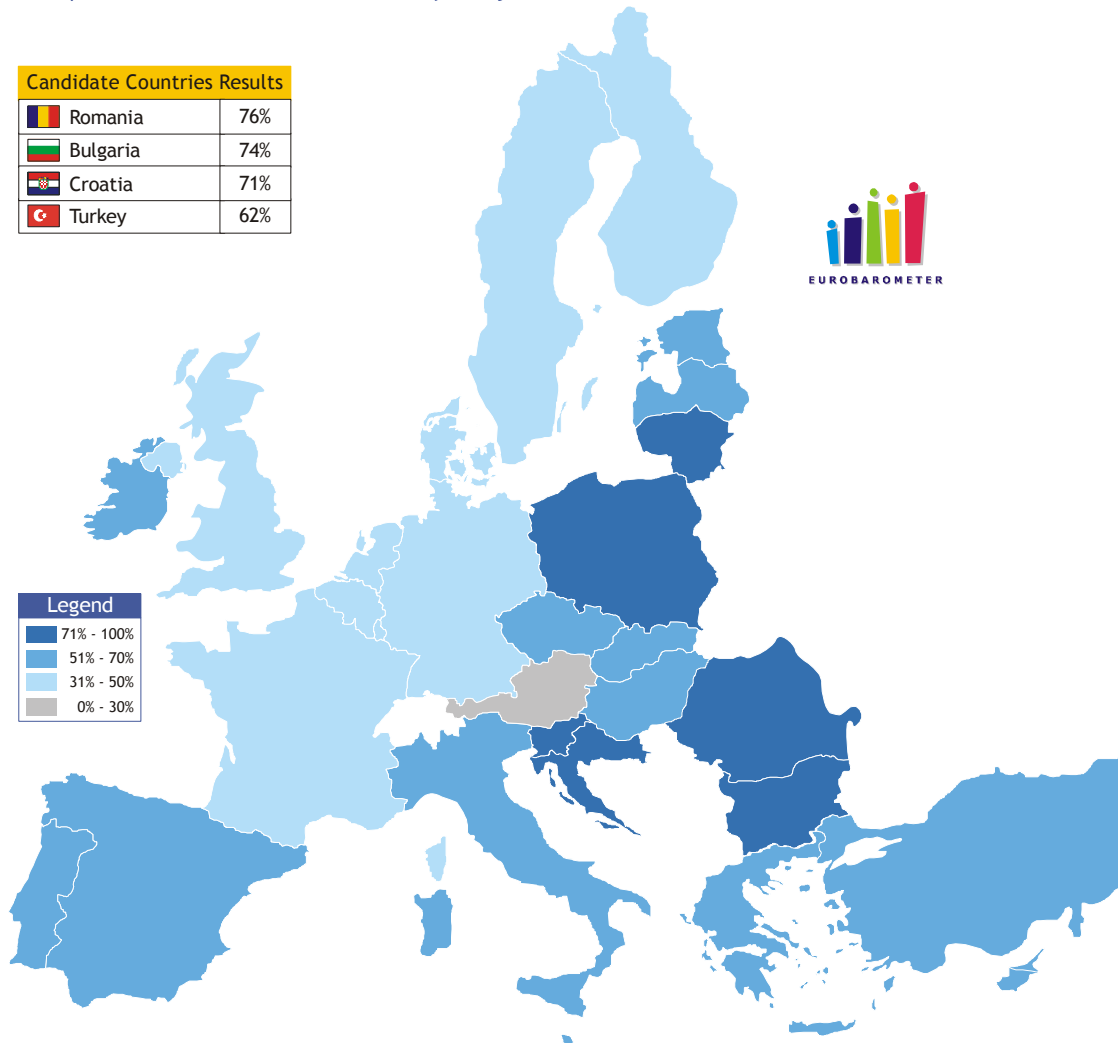 Candidate Countries Results
Romania 76%
Bulgaria 74%
Croatia 71%
Turkey 62%
EUROBAROMETER
Legend
71% - 100%
51% - 70%
31% - 50%
0% - 30%